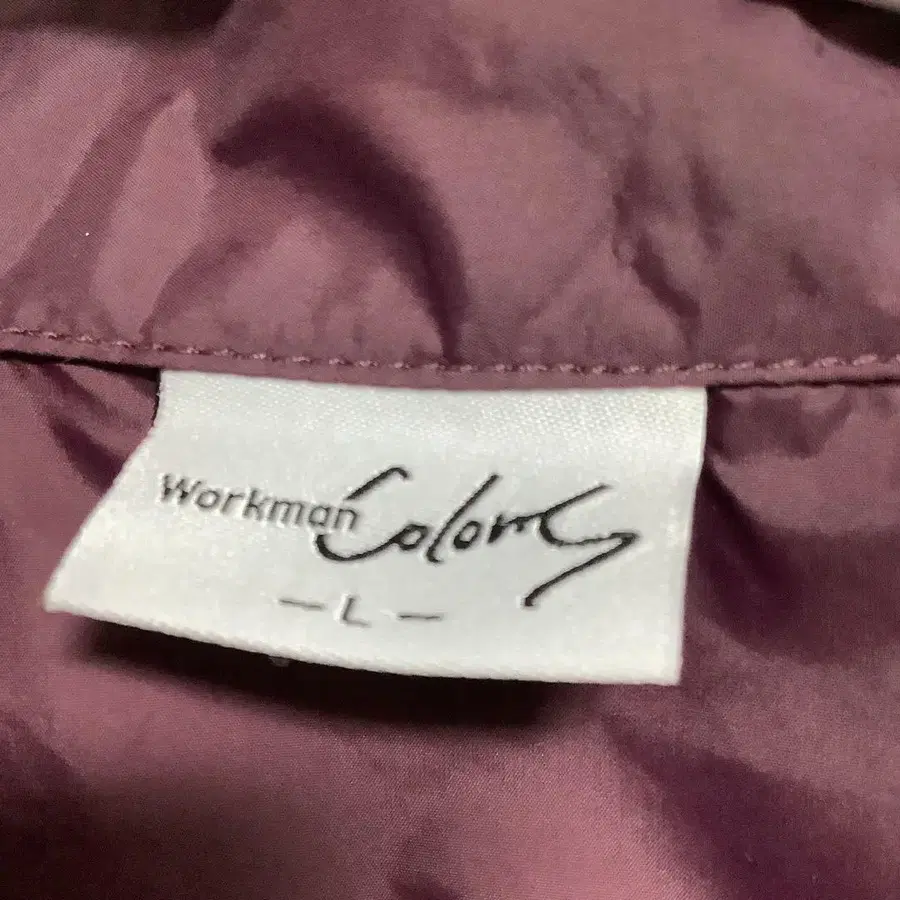 Workman Colors
— L —